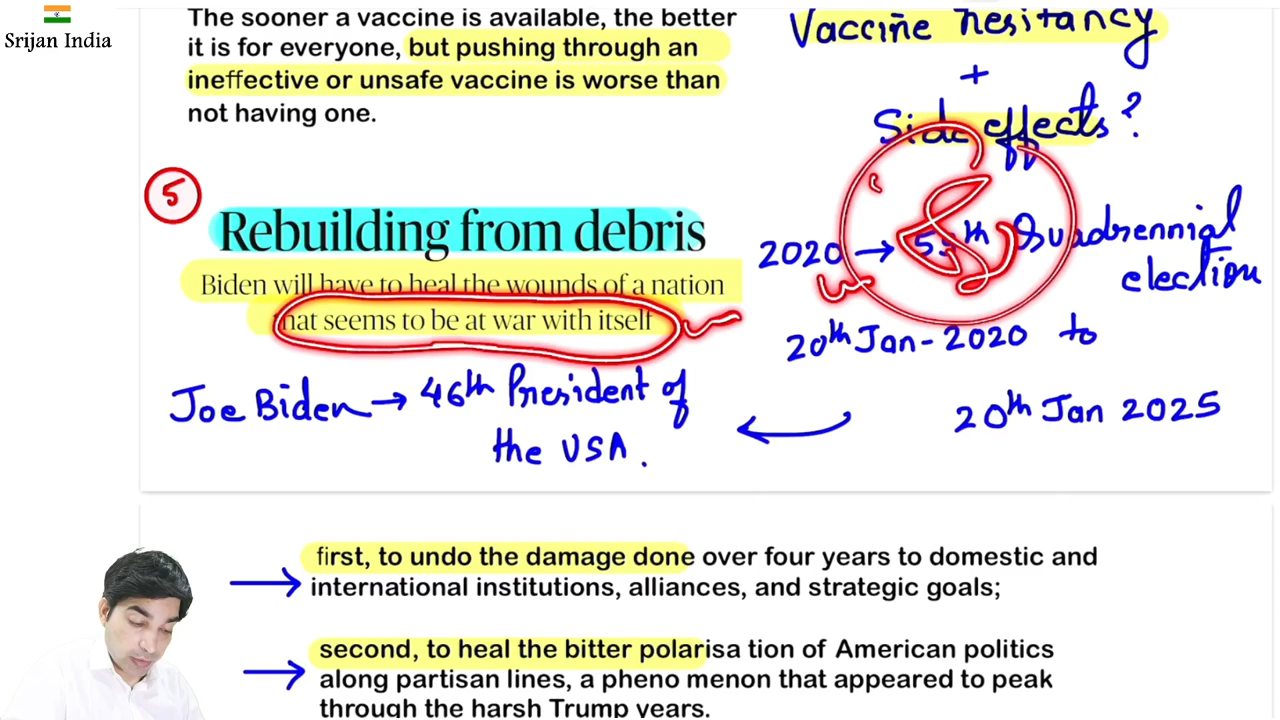 Srijan India
The sooner a vaccine is available, the better
it is for everyone, but pushing through an
ineffective or unsafe vaccine is worse than
not having one.
Vaccine Hesitancy
+
Side effects?
5
Rebuilding from debris
Biden will have to heal the wounds of a nation
that seems to be at war with itself
2020 → Quadrennial
election
20th Jan-2020 to
20th Jan 2025
Joe Biden → 46th President of
the USA.
first, to undo the damage done over four years to domestic and
international institutions, alliances, and strategic goals;
second, to heal the bitter polarisa tion of American politics
along partisan lines, a pheno menon that appeared to peak
through the harsh Trump years.